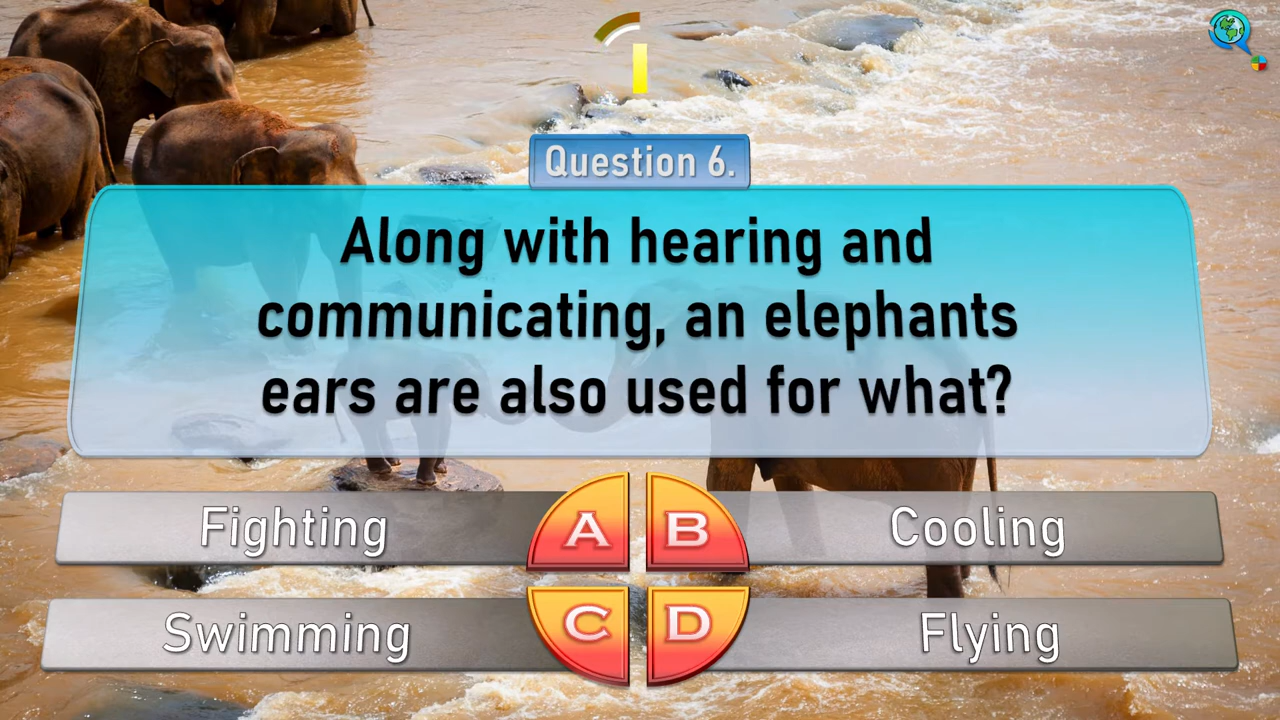 Question 6.
Along with hearing and
communicating, an elephants
ears are also used for what?
A Fighting
B Cooling
C Swimming
D Flying